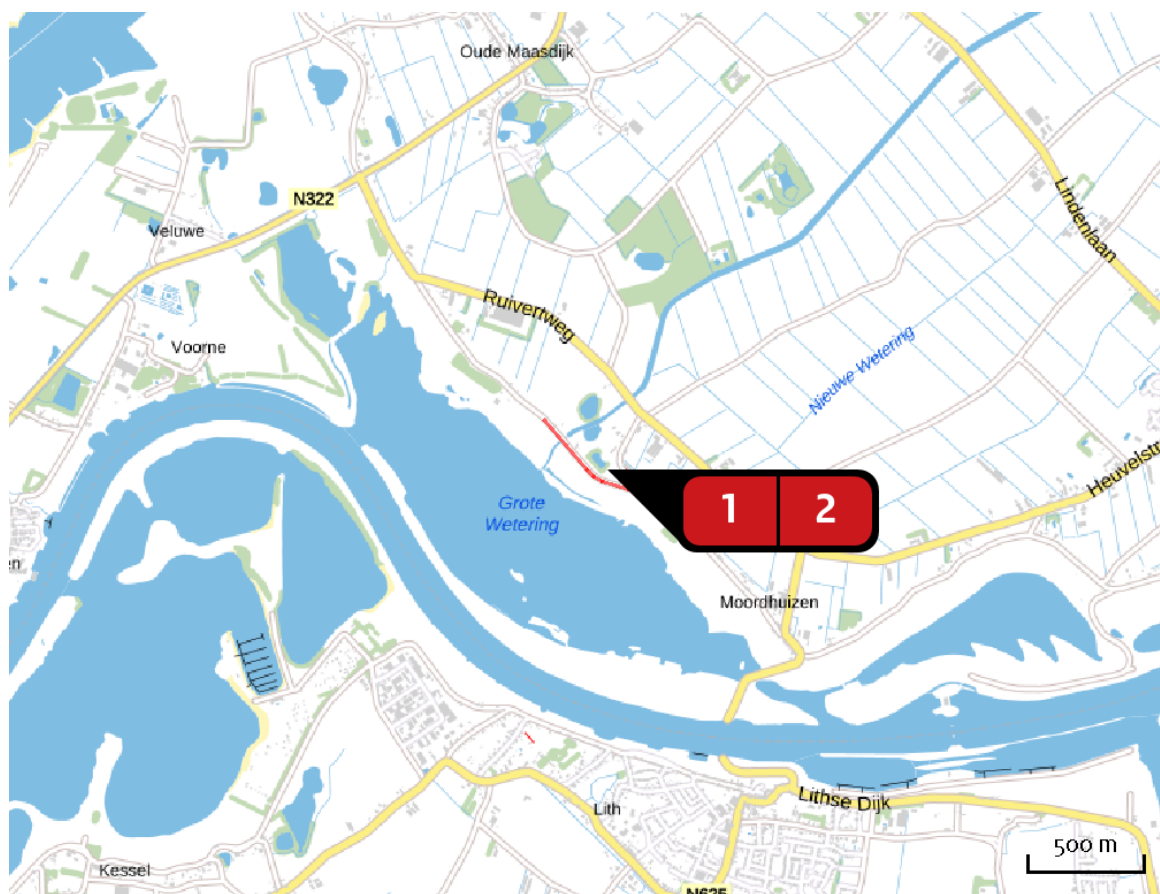 Oude Maasdijk
N322
Veluwe
Lindenlaan
Ruivertweg
Voorne
Nieuwe Wetering
Heuvelstr
Grote
Wetering
1
2
en
Moordhuizen
Lithse Dijk
Lith
500 m
Kessel
N625